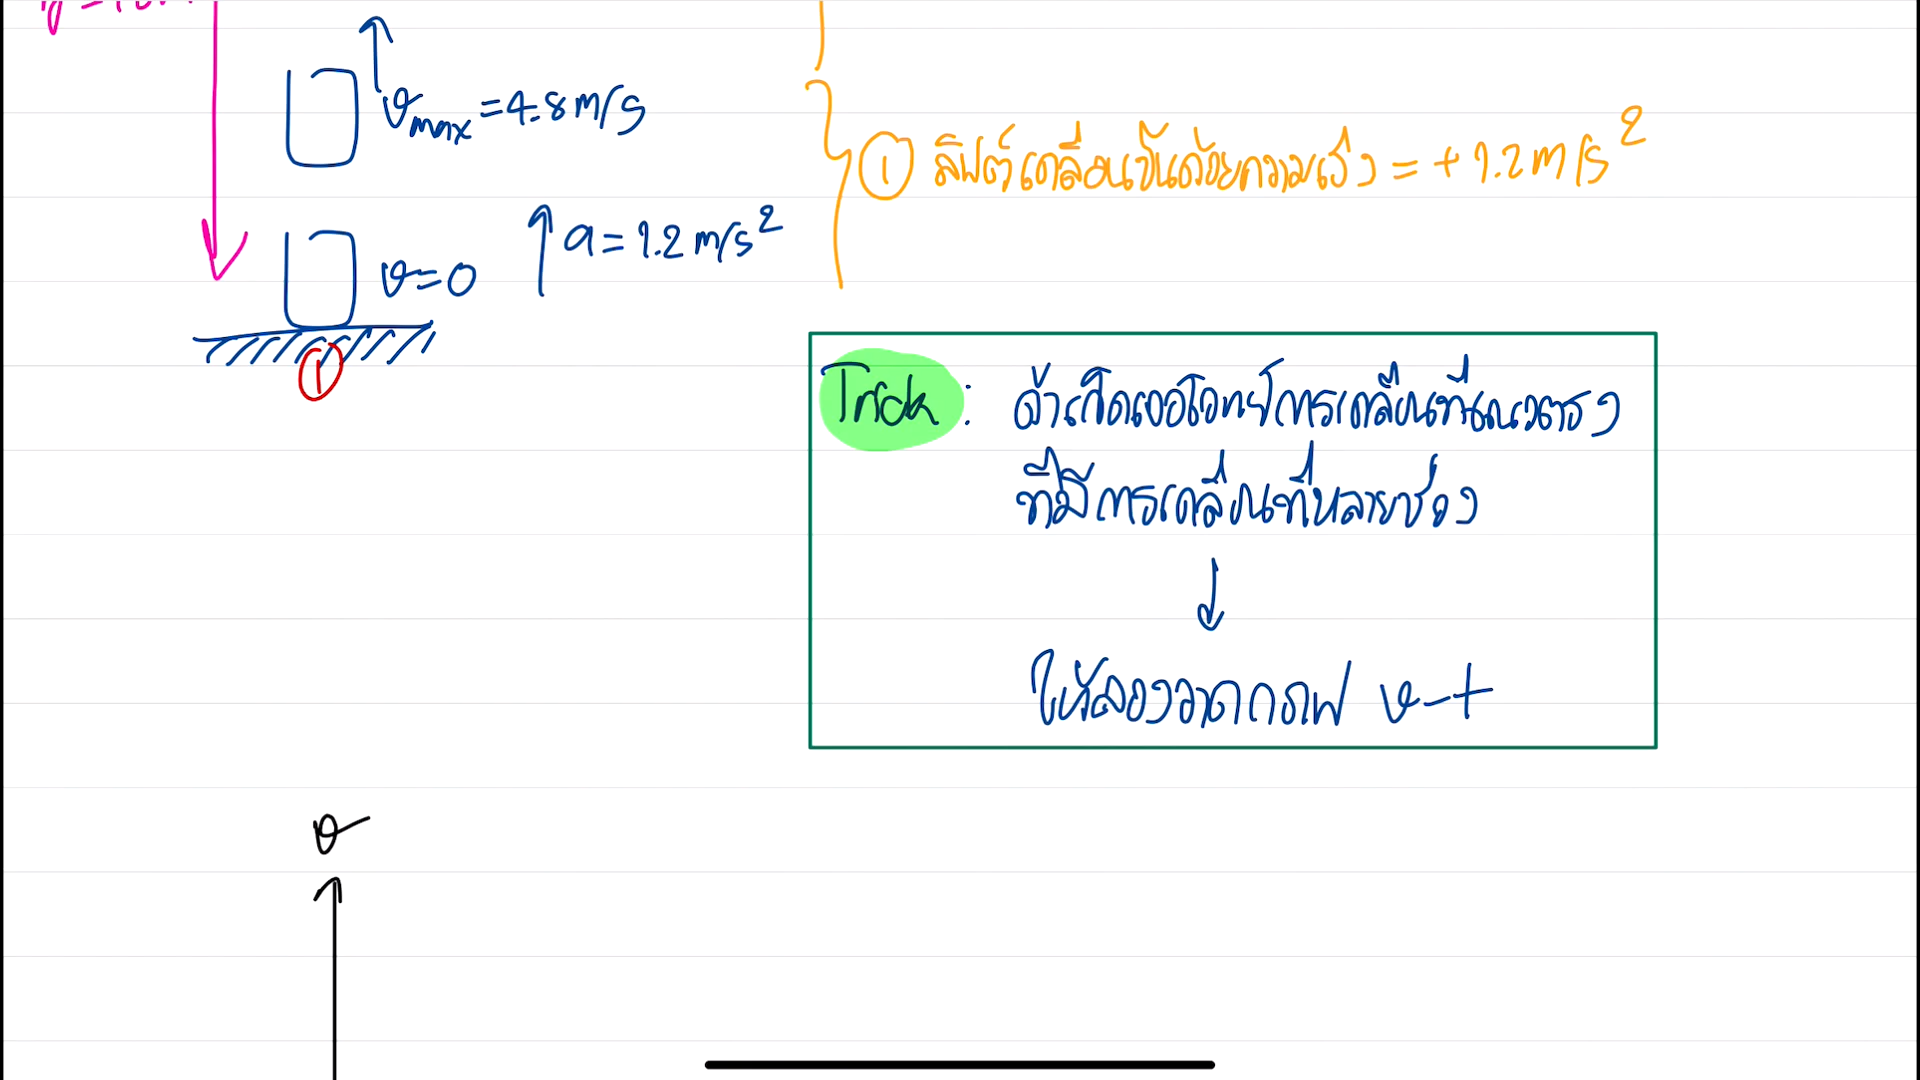 v_max = 4.8 m/s
① ลิฟต์เคลื่อนขึ้นด้วยความเร่ง = + 1.2 m/s²
a = 1.2 m/s²
v = 0
①
Trick : ถ้าเกิดเจอโจทย์การเคลื่อนที่แนวตรง
ที่มีการเคลื่อนที่หลายช่วง
↓
ให้ลองวาดกราฟ v-t
v